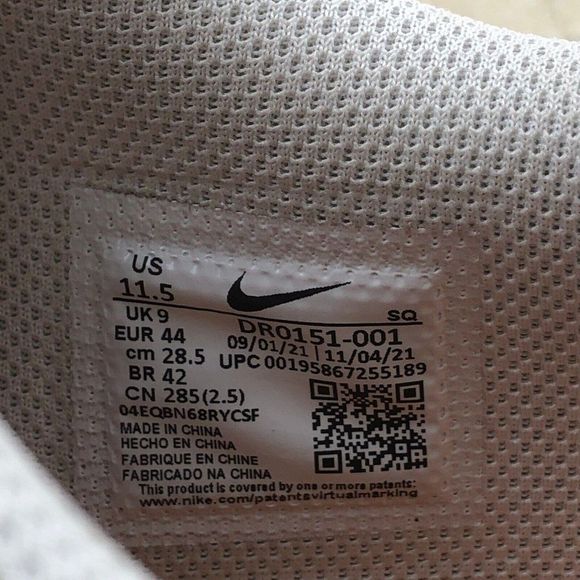 US
11.5 SQ
UK 9 DR0151-001
EUR 44 09/01/21 | 11/04/21
cm 28.5 UPC 00195867255189
BR 42
CN 285(2.5)
04EQBN68RYCSF
MADE IN CHINA
HECHO EN CHINA
FABRIQUE EN CHINE
FABRICADO NA CHINA
This product is covered by one or more patents:
www.nike.com/patentsvirtualmarking